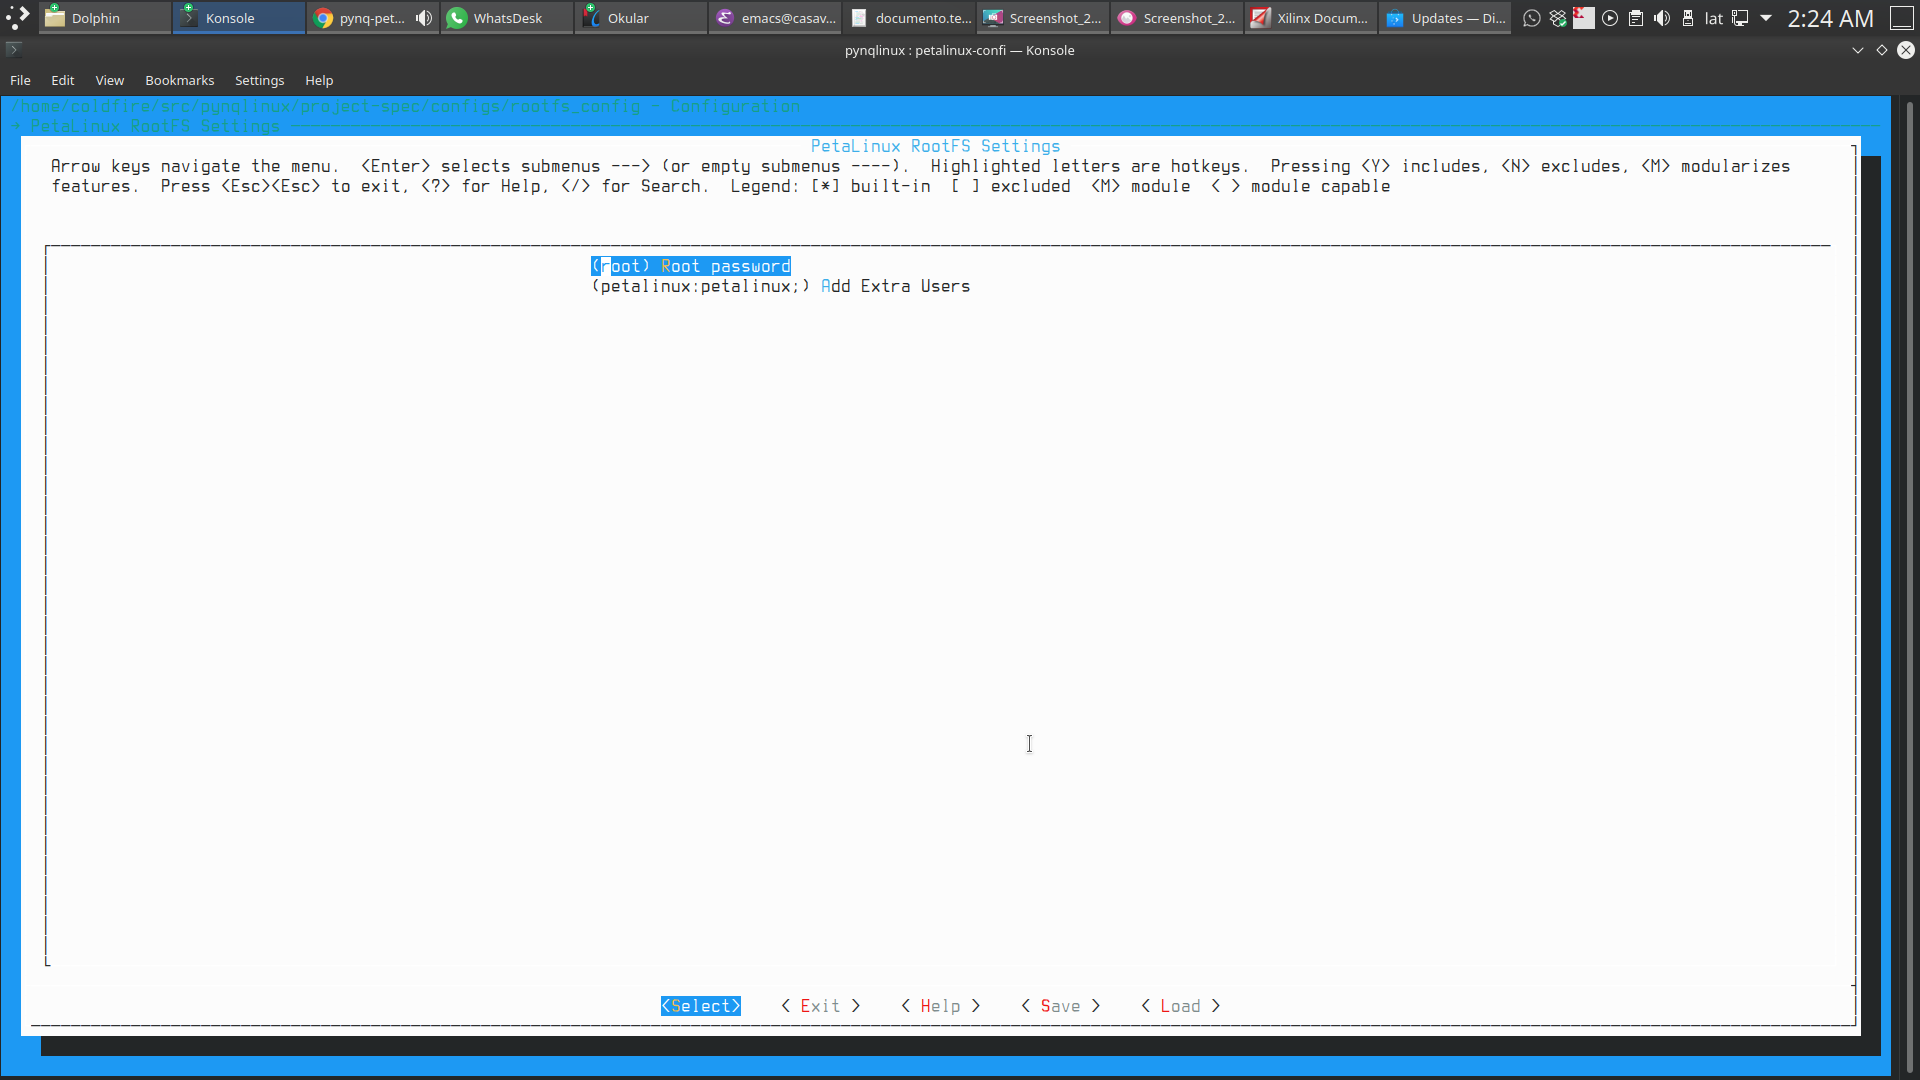 Dolphin Konsole pynq-pet... WhatsDesk Okular emacs@casav... documento.te... Screenshot_2... Screenshot_2... Xilinx Docum... Updates — Di... lat 2:24 AM
pynqlinux : petalinux-confi — Konsole
File Edit View Bookmarks Settings Help
/home/coldfire/src/pynqlinux/project-spec/configs/rootfs_config - Configuration
→ PetaLinux RootFS Settings
PetaLinux RootFS Settings
Arrow keys navigate the menu.  <Enter> selects submenus ---> (or empty submenus ----).  Highlighted letters are hotkeys.  Pressing <Y> includes, <N> excludes, <M> modularizes
features.  Press <Esc><Esc> to exit, <?> for Help, </> for Search.  Legend: [*] built-in  [ ] excluded  <M> module  < > module capable
(root) Root password
(petalinux:petalinux;) Add Extra Users
<Select>    < Exit >    < Help >    < Save >    < Load >